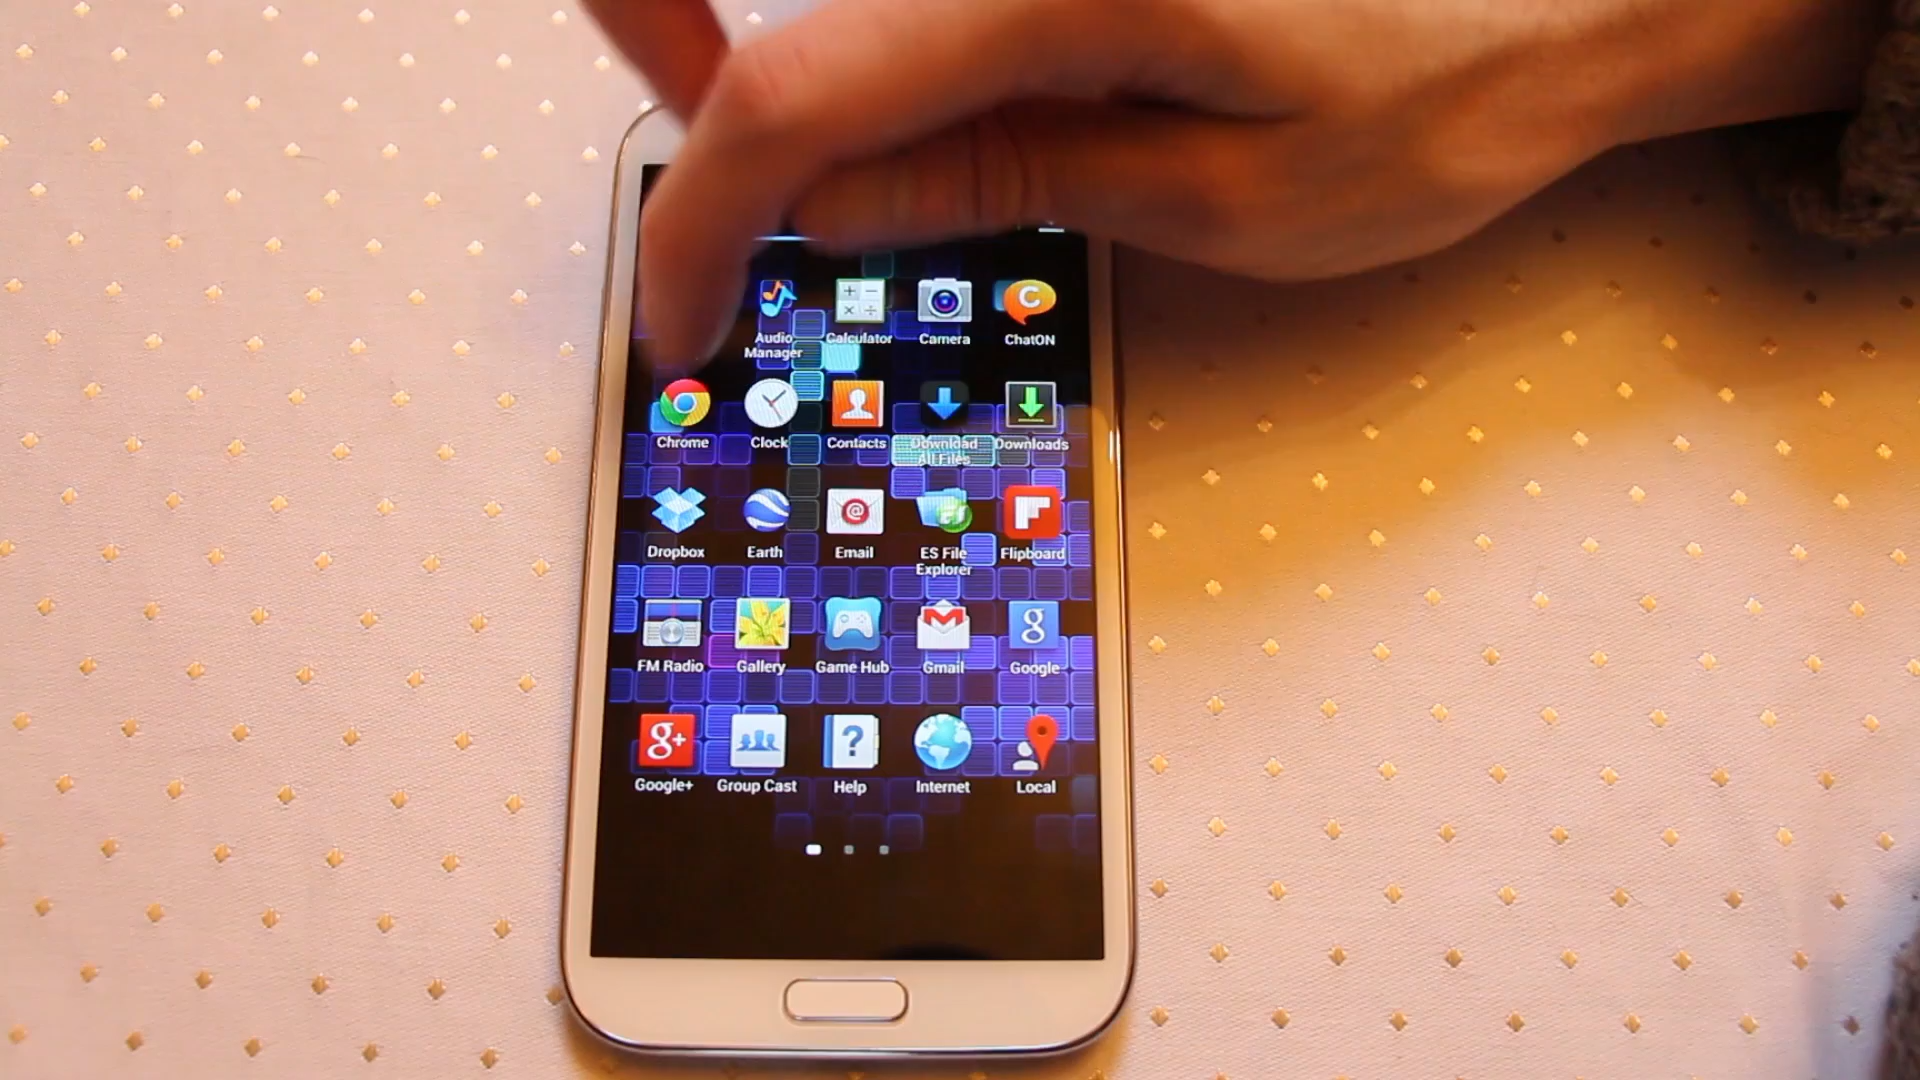 Audio
Manager
Calculator
Camera
ChatON
Chrome
Clock
Contacts
Download
All Files
Downloads
Dropbox
Earth
Email
ES File
Explorer
Flipboard
FM Radio
Gallery
Game Hub
Gmail
Google
Google+
Group Cast
Help
Internet
Local